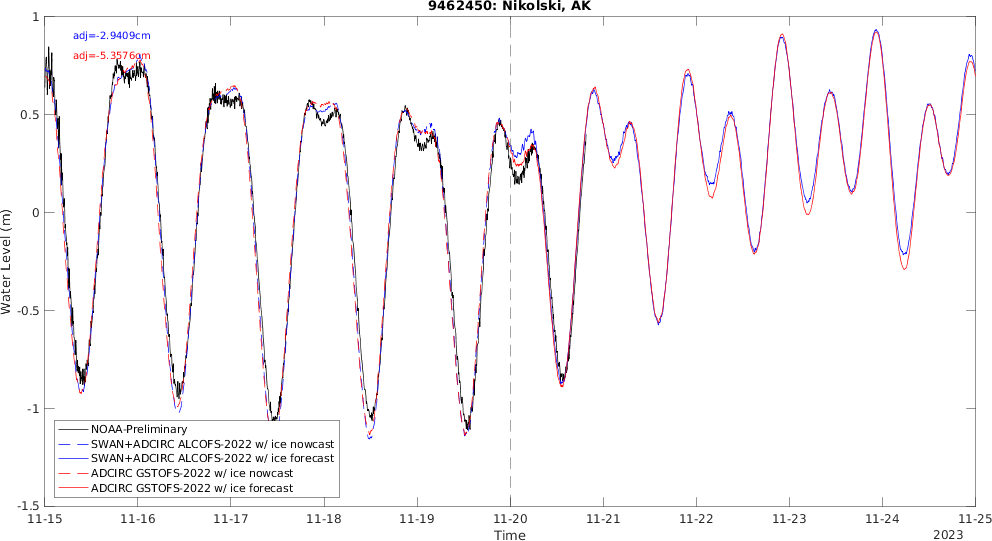 9462450: Nikolski, AK
adj=-2.9409cm
adj=-5.3576cm
Water Level (m)
1
0.5
0
-0.5
-1
-1.5
NOAA-Preliminary
SWAN+ADCIRC ALCOFS-2022 w/ ice nowcast
SWAN+ADCIRC ALCOFS-2022 w/ ice forecast
ADCIRC GSTOFS-2022 w/ ice nowcast
ADCIRC GSTOFS-2022 w/ ice forecast
11-15 11-16 11-17 11-18 11-19 11-20 11-21 11-22 11-23 11-24 11-25
Time
2023